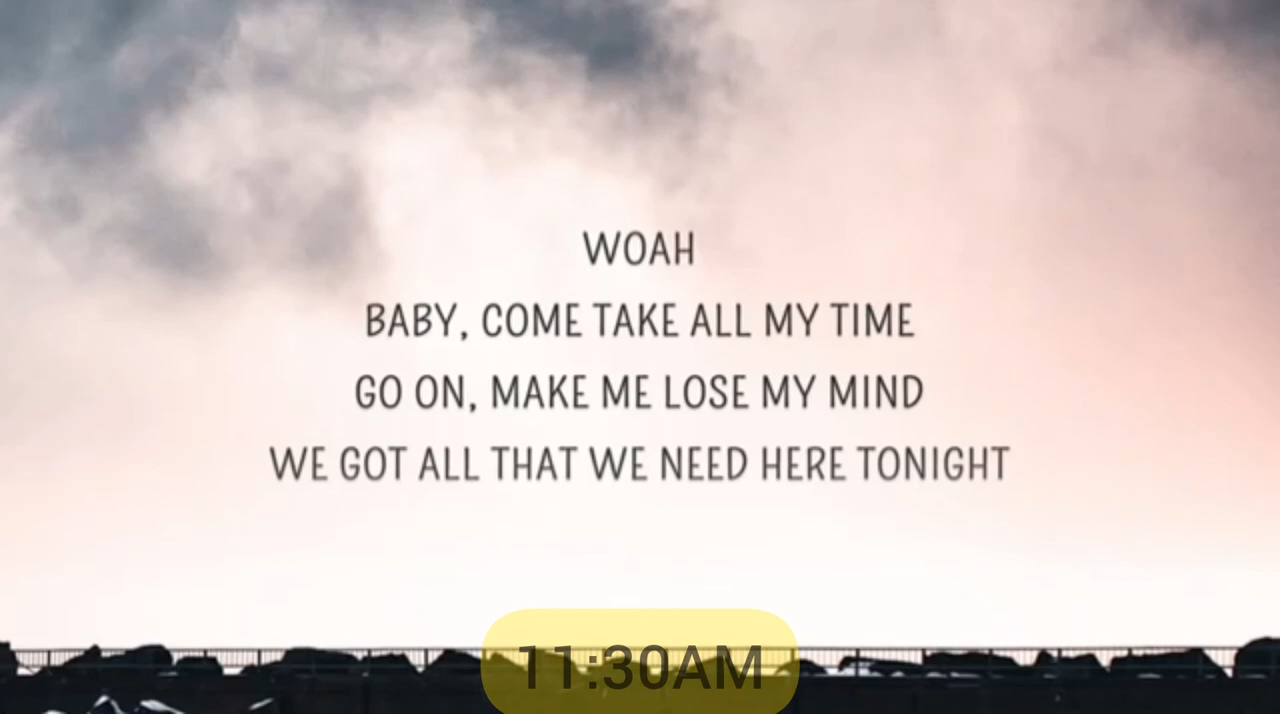 WOAH
BABY, COME TAKE ALL MY TIME
GO ON, MAKE ME LOSE MY MIND
WE GOT ALL THAT WE NEED HERE TONIGHT
11:30AM